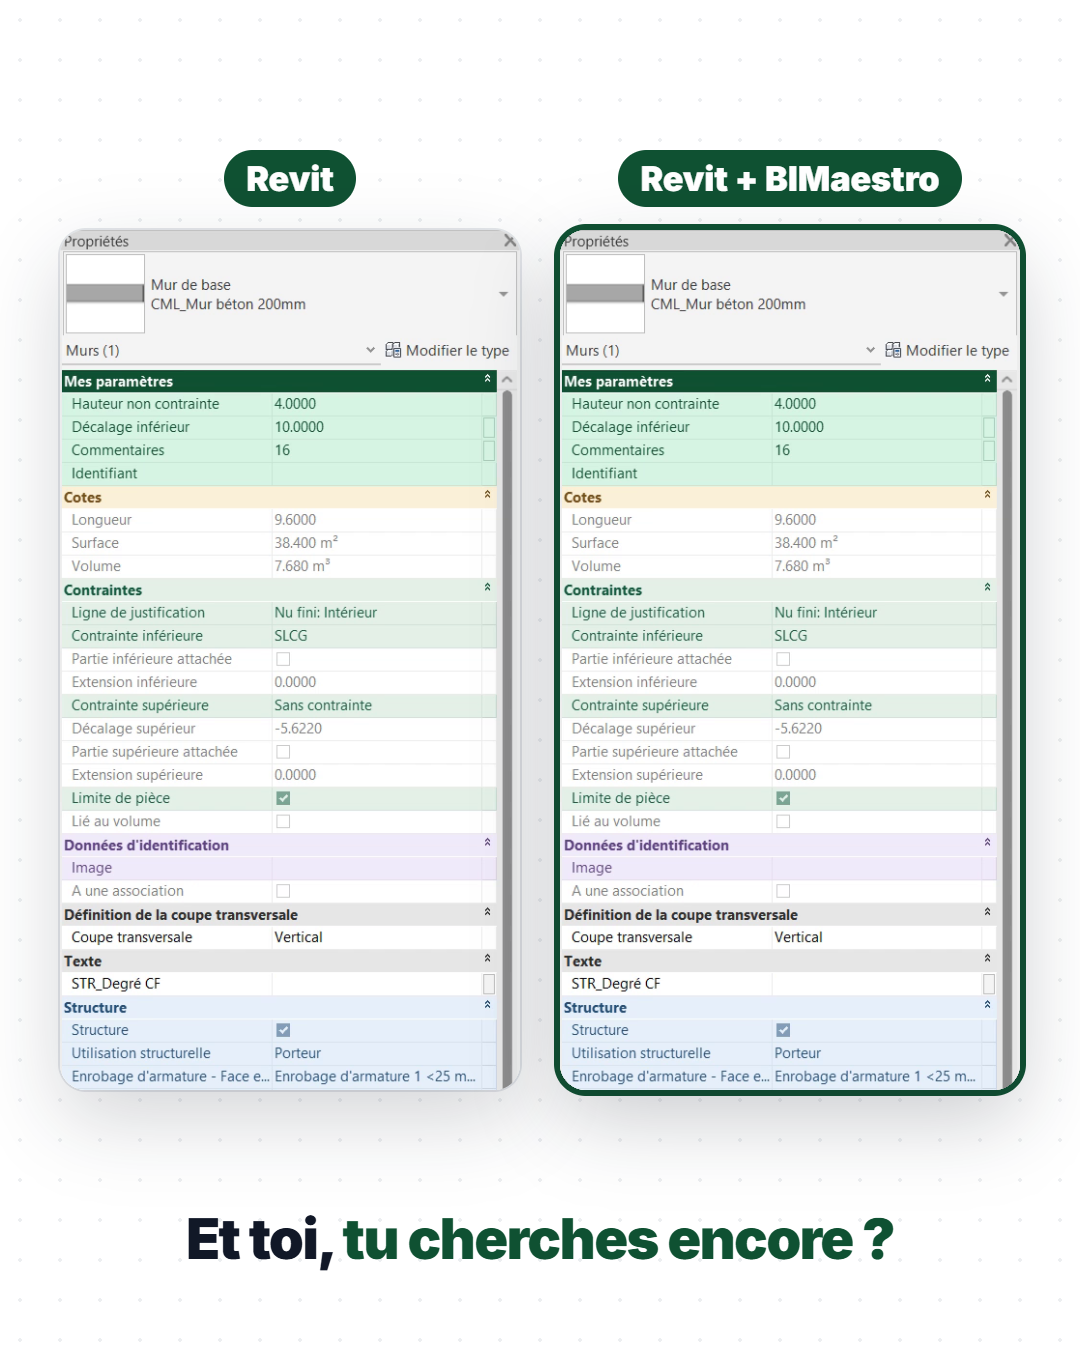 Revit
Propriétés
Mur de base
CML_Mur béton 200mm
Murs (1) Modifier le type
Mes paramètres
Hauteur non contrainte 4.0000
Décalage inférieur 10.0000
Commentaires 16
Identifiant
Cotes
Longueur 9.6000
Surface 38.400 m²
Volume 7.680 m³
Contraintes
Ligne de justification Nu fini: Intérieur
Contrainte inférieure SLCG
Partie inférieure attachée
Extension inférieure 0.0000
Contrainte supérieure Sans contrainte
Décalage supérieur -5.6220
Partie supérieure attachée
Extension supérieure 0.0000
Limite de pièce
Lié au volume
Données d'identification
Image
A une association
Définition de la coupe transversale
Coupe transversale Vertical
Texte
STR_Degré CF
Structure
Structure
Utilisation structurelle Porteur
Enrobage d'armature - Face e... Enrobage d'armature 1 <25 m...
Revit + BIMaestro
Propriétés
Mur de base
CML_Mur béton 200mm
Murs (1) Modifier le type
Mes paramètres
Hauteur non contrainte 4.0000
Décalage inférieur 10.0000
Commentaires 16
Identifiant
Cotes
Longueur 9.6000
Surface 38.400 m²
Volume 7.680 m³
Contraintes
Ligne de justification Nu fini: Intérieur
Contrainte inférieure SLCG
Partie inférieure attachée
Extension inférieure 0.0000
Contrainte supérieure Sans contrainte
Décalage supérieur -5.6220
Partie supérieure attachée
Extension supérieure 0.0000
Limite de pièce
Lié au volume
Données d'identification
Image
A une association
Définition de la coupe transversale
Coupe transversale Vertical
Texte
STR_Degré CF
Structure
Structure
Utilisation structurelle Porteur
Enrobage d'armature - Face e... Enrobage d'armature 1 <25 m...
Et toi, tu cherches encore ?